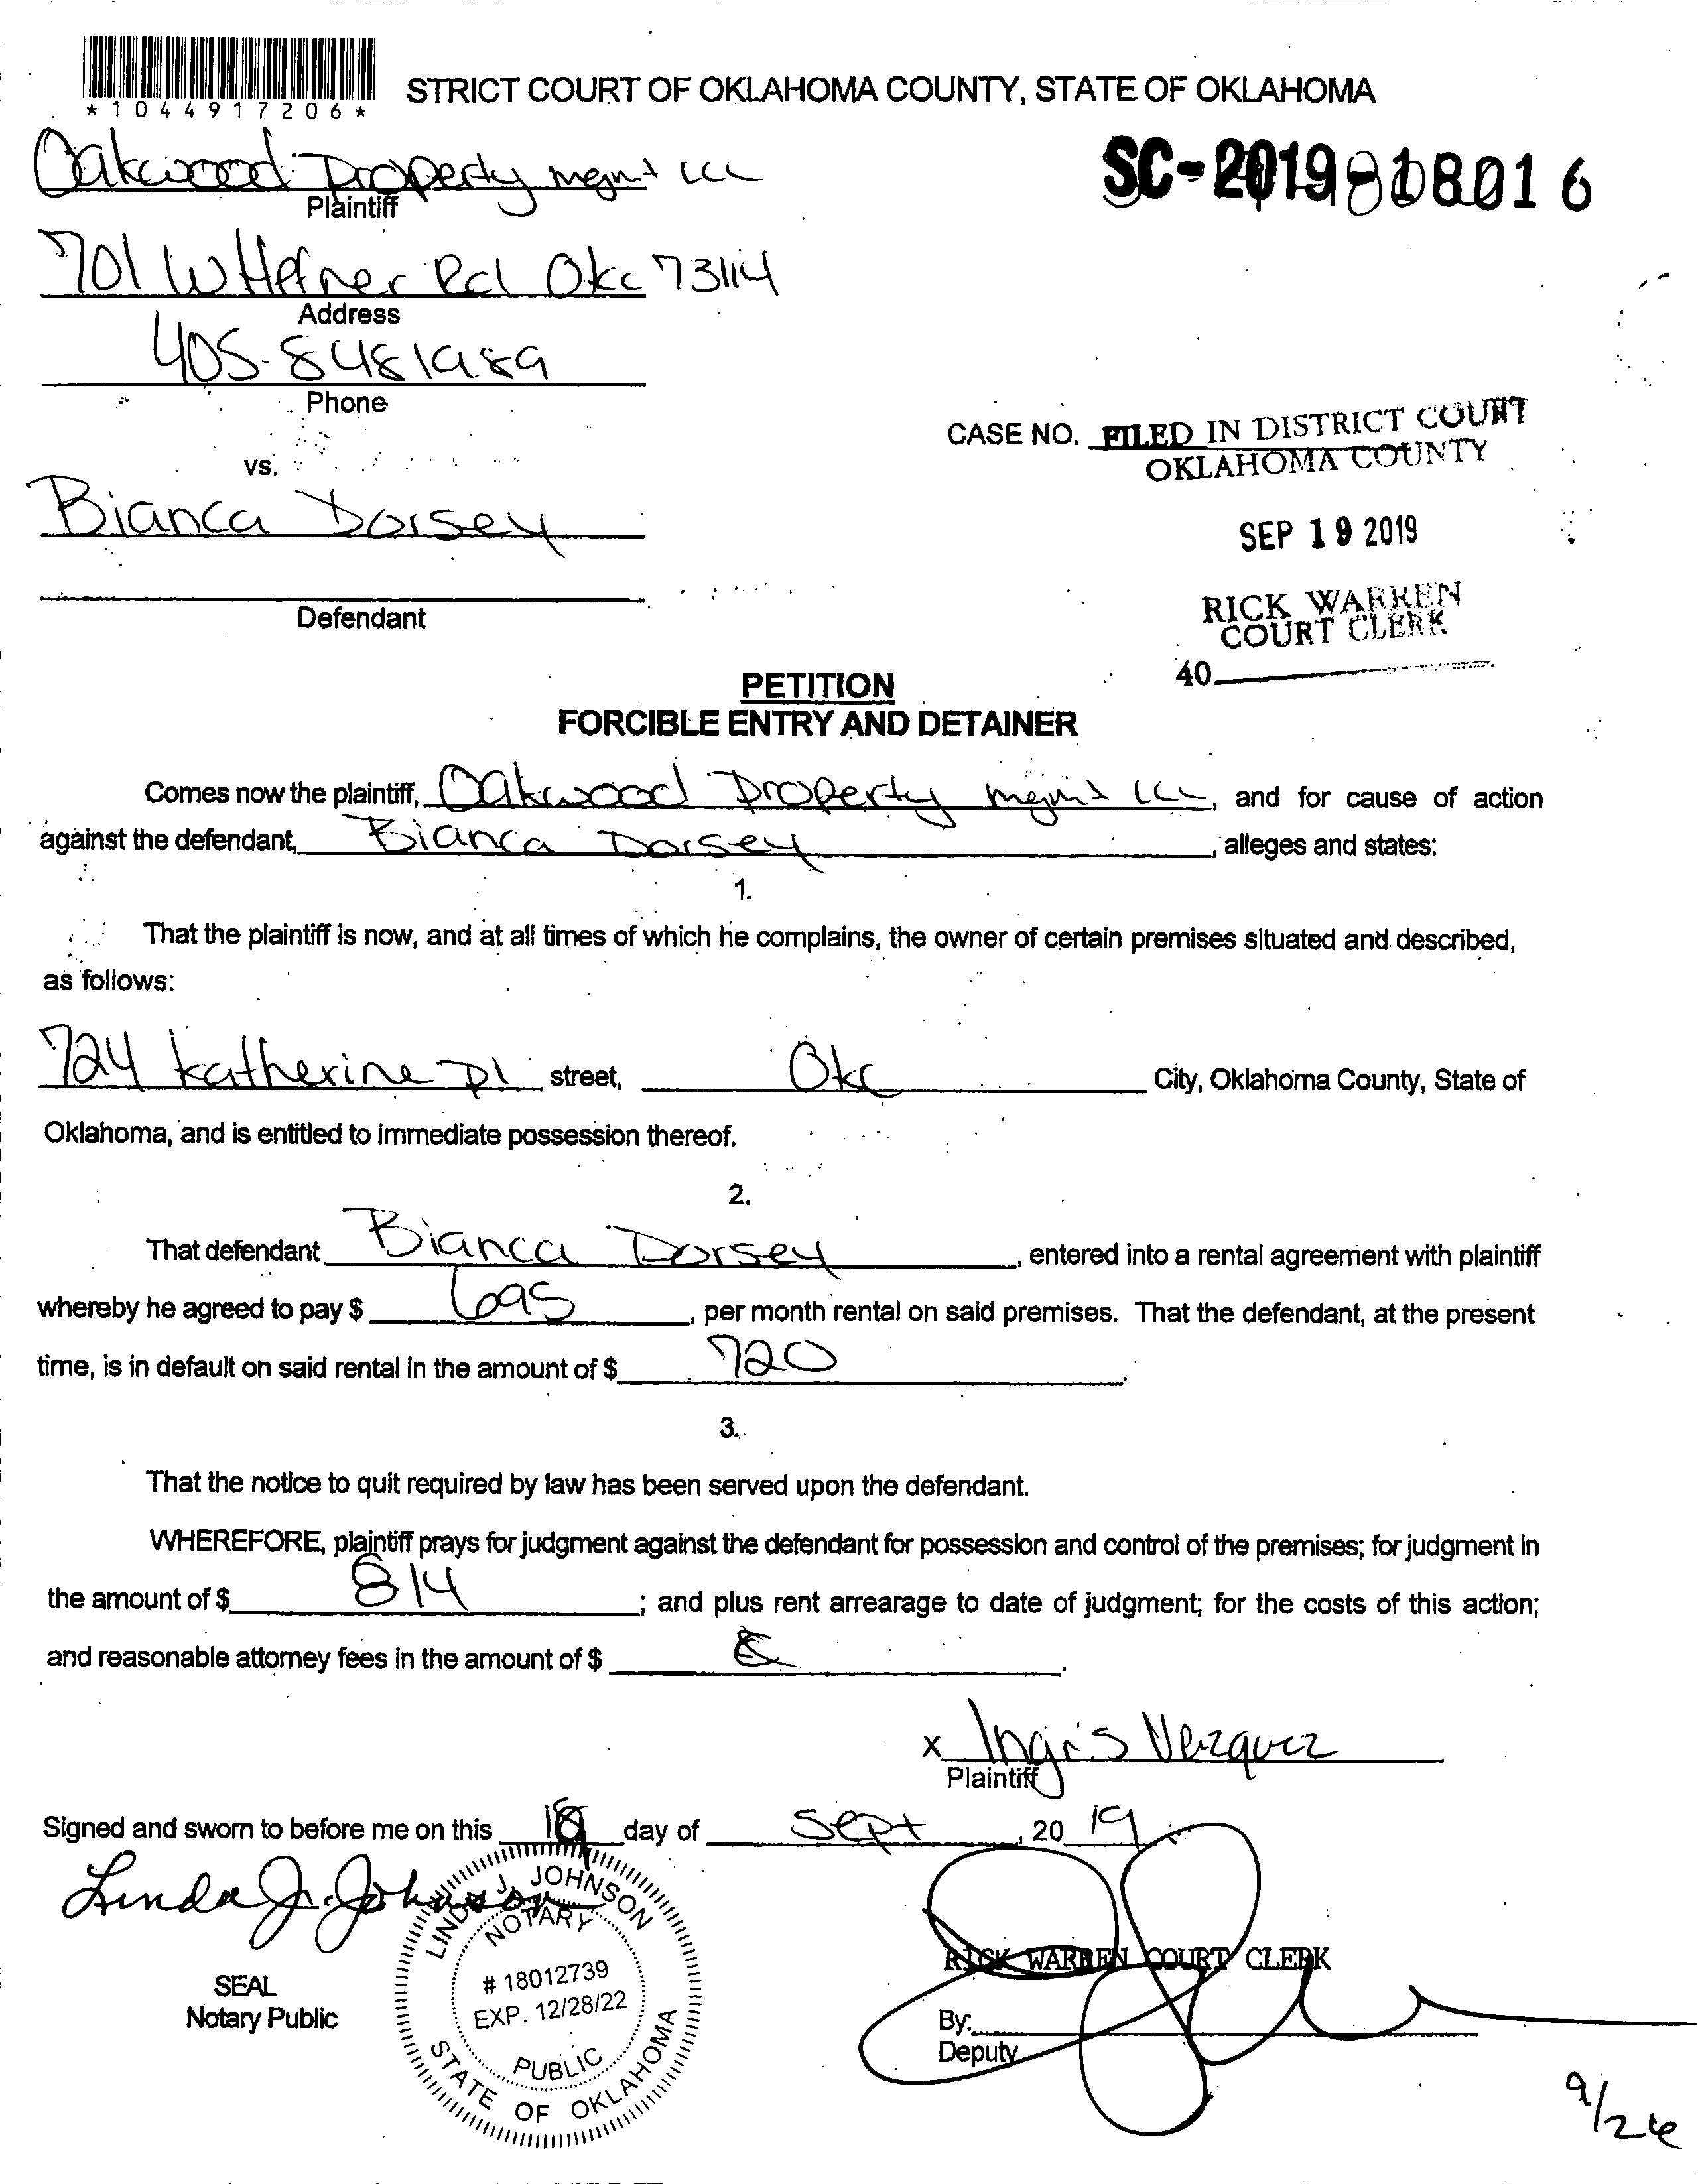 *1044917206*
STRICT COURT OF OKLAHOMA COUNTY, STATE OF OKLAHOMA
Oakwood Property mgmt LLC
Plaintiff
SC-2019 18016
701 W Hefner Rd Okc 73114
Address
405-8481989
Phone
CASE NO. FILED IN DISTRICT COURT
OKLAHOMA COUNTY
vs.
Bianca Dorsey
SEP 19 2019
Defendant
RICK WARREN
COURT CLERK
40
PETITION
FORCIBLE ENTRY AND DETAINER
Comes now the plaintiff, Oakwood Property mgmt LLC, and for cause of action
against the defendant, Bianca Dorsey, alleges and states:
1.
That the plaintiff is now, and at all times of which he complains, the owner of certain premises situated and described,
as follows:
724 Katherine Pl street, Okc City, Oklahoma County, State of
Oklahoma, and is entitled to immediate possession thereof.
2.
That defendant Bianca Dorsey, entered into a rental agreement with plaintiff
whereby he agreed to pay $ 695, per month rental on said premises. That the defendant, at the present
time, is in default on said rental in the amount of $ 720.
3.
That the notice to quit required by law has been served upon the defendant.
WHEREFORE, plaintiff prays for judgment against the defendant for possession and control of the premises; for judgment in
the amount of $ 814; and plus rent arrearage to date of judgment; for the costs of this action;
and reasonable attorney fees in the amount of $
x Ingris Vezquez
Plaintiff
Signed and sworn to before me on this day of Sept, 20 19
Linda J. Johnson
LINDA J. JOHNSON
NOTARY
# 18012739
EXP. 12/28/22
PUBLIC
STATE OF OKLAHOMA
SEAL
Notary Public
RICK WARREN COURT CLERK
By:
Deputy
9/26